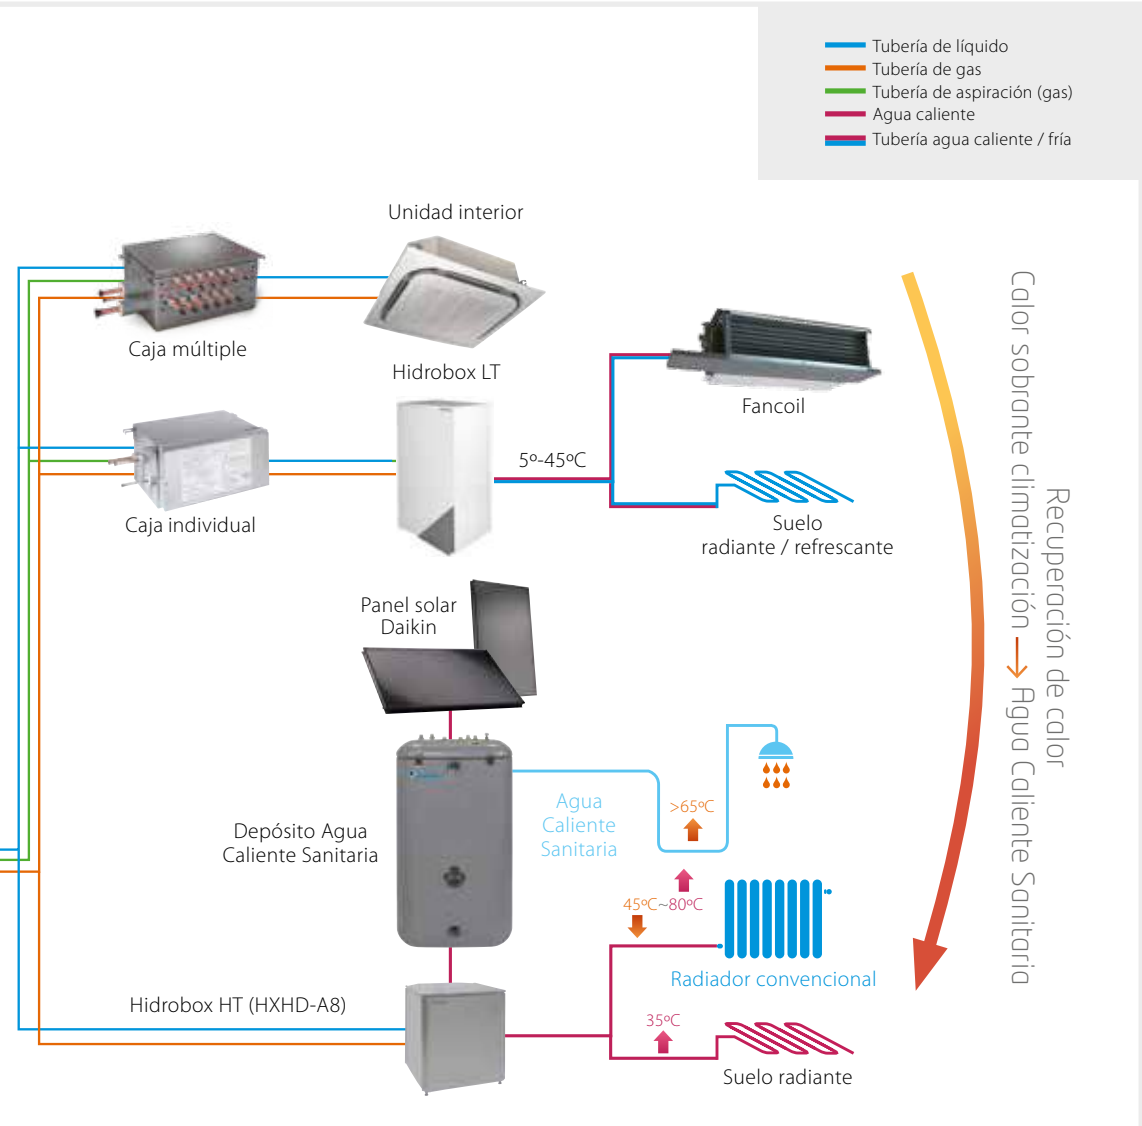 Tubería de líquido
Tubería de gas
Tubería de aspiración (gas)
Agua caliente
Tubería agua caliente / fría
Unidad interior
Caja múltiple
Hidrobox LT
Fancoil
Caja individual
5º-45ºC
Suelo
radiante / refrescante
Panel solar
Daikin
Depósito Agua
Caliente Sanitaria
Agua
Caliente
Sanitaria
>65ºC
45ºC~80ºC
Radiador convencional
Hidrobox HT (HXHD-A8)
35ºC
Suelo radiante
Recuperación de calor
Calor sobrante climatización → Agua Caliente Sanitaria